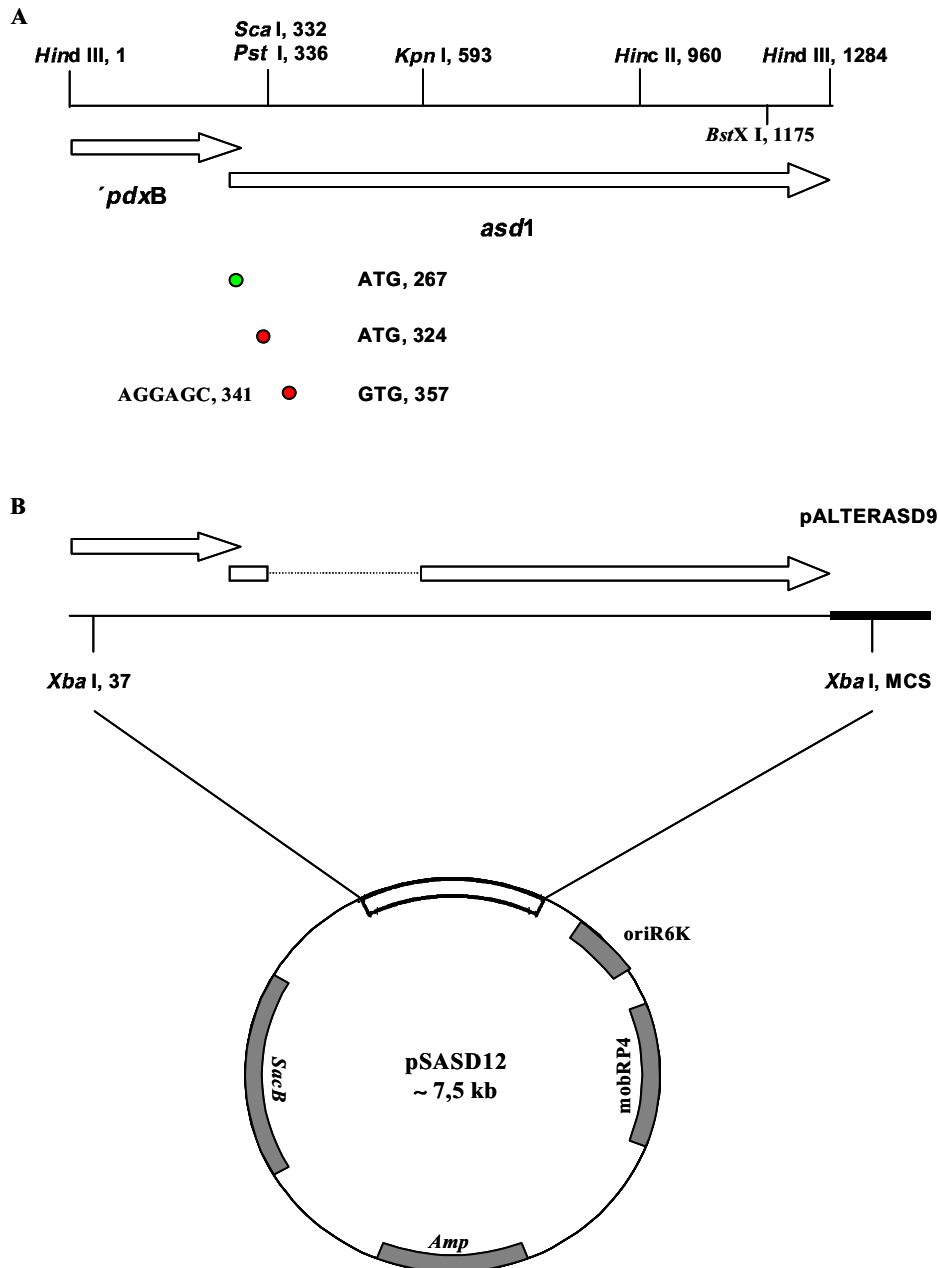 A
Sca I, 332
Hind III, 1 Pst I, 336 Kpn I, 593 Hinc II, 960 Hind III, 1284
BstX I, 1175
´pdxB
asd1
ATG, 267
ATG, 324
AGGAGC, 341 GTG, 357
B
pALTERASD9
Xba I, 37 Xba I, MCS
oriR6K
mobRP4
SacB
pSASD12
~ 7,5 kb
Amp